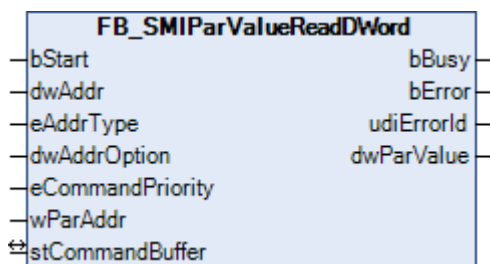 FB_SMIParValueReadDWord
bStart bBusy
dwAddr bError
eAddrType udiErrorId
dwAddrOption dwParValue
eCommandPriority
wParAddr
stCommandBuffer